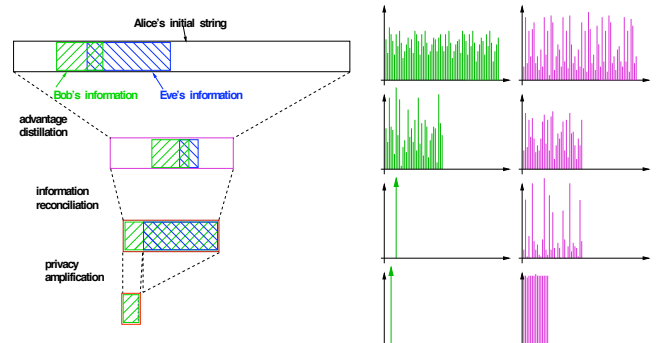 Alice's initial string
Bob's information
Eve's information
advantage
distillation
information
reconciliation
privacy
amplification